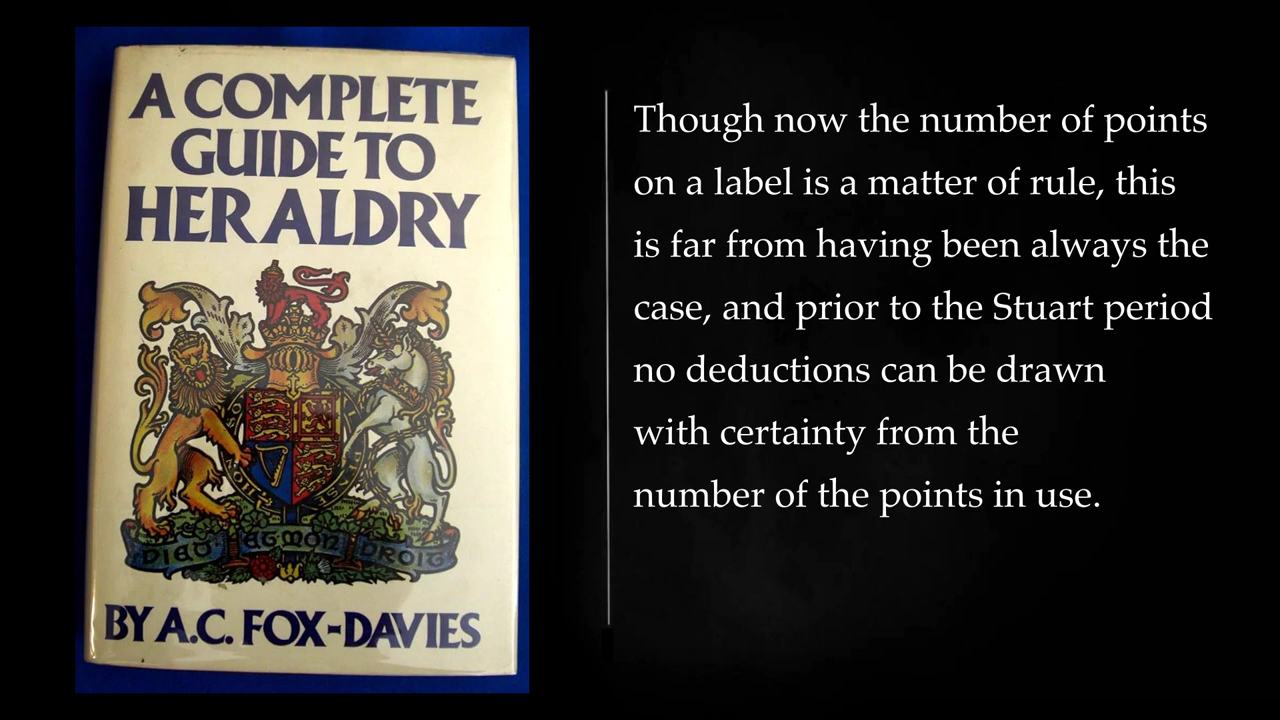 A COMPLETE
GUIDE TO
HERALDRY
DIEU ET MON DROIT
BY A.C. FOX-DAVIES
Though now the number of points
on a label is a matter of rule, this
is far from having been always the
case, and prior to the Stuart period
no deductions can be drawn
with certainty from the
number of the points in use.